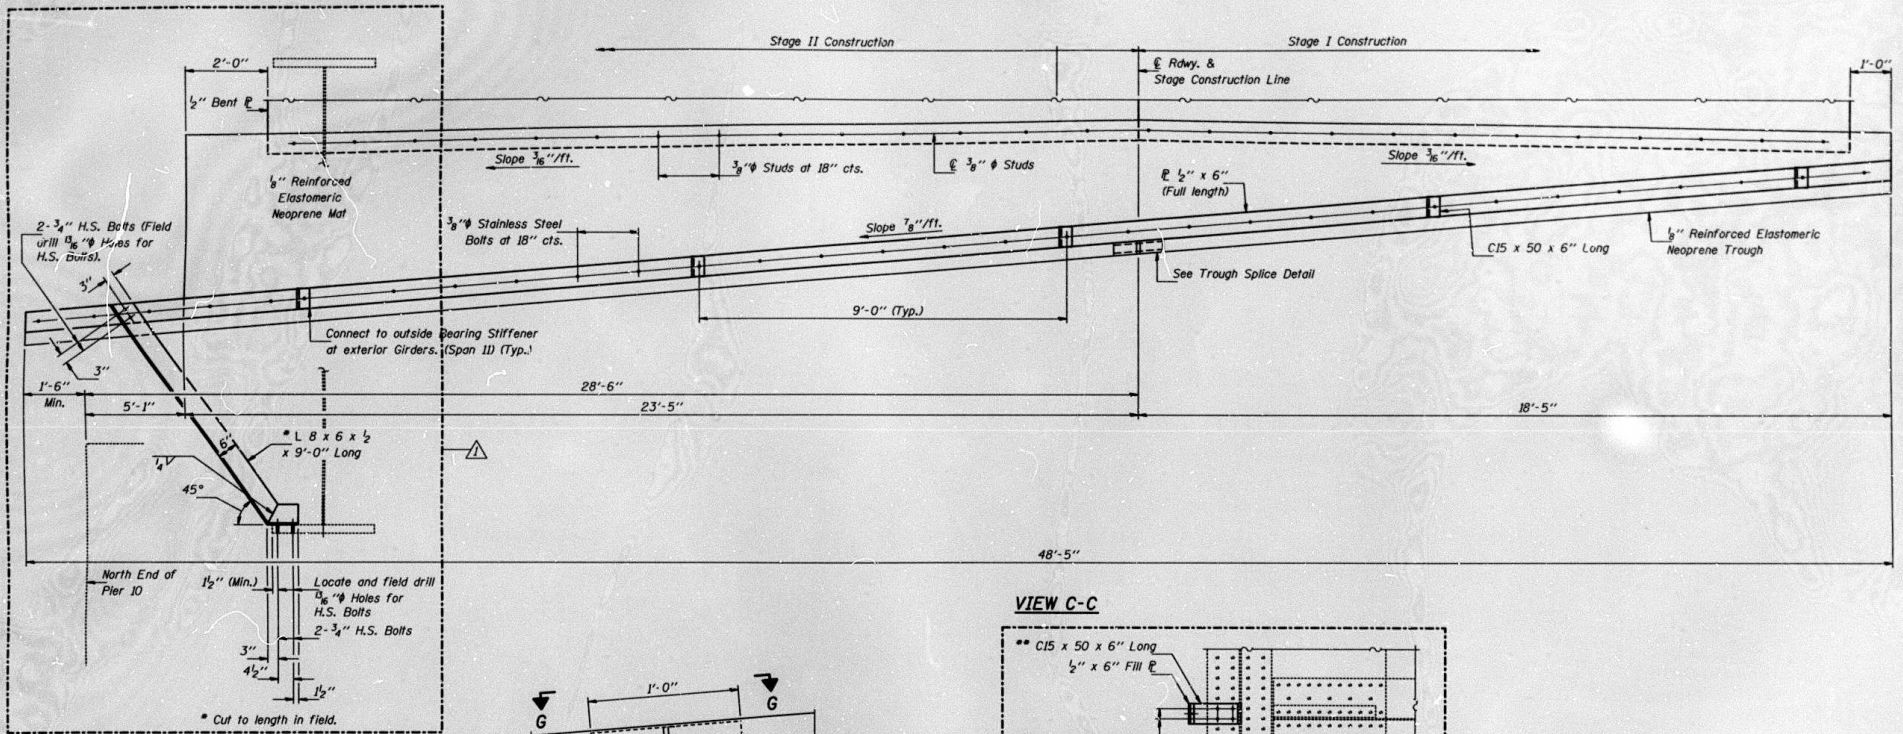 Stage II Construction
Stage I Construction
℄ Rdwy. &
Stage Construction Line
2'-0"
1'-0"
1/2" Bent ℙ
Slope 3/16"/ft.
3/8"ϕ Studs at 18" cts.
℄ 3/8"ϕ Studs
Slope 3/16"/ft.
1/8" Reinforced
Elastomeric
Neoprene Mat
ℙ 1/2" x 6"
(Full length)
2- 3/4" H.S. Bolts (Field
drill 13/16"ϕ Holes for
H.S. Bolts).
3/8"ϕ Stainless Steel
Bolts at 18" cts.
Slope 7/8"/ft.
C15 x 50 x 6" Long
1/8" Reinforced Elastomeric
Neoprene Trough
See Trough Splice Detail
3"
9'-0" (Typ.)
Connect to outside Bearing Stiffener
at exterior Girders. (Span 11) (Typ.)
3"
1'-6"
Min.
28'-6"
5'-1"
23'-5"
18'-5"
6"
* L 8 x 6 x 1/2
x 9'-0" Long
1
1/4
45°
48'-5"
North End of
Pier 10
1 1/2" (Min.)
Locate and field drill
13/16"ϕ Holes for
H.S. Bolts
2- 3/4" H.S. Bolts
3"
4 1/2"
1 1/2"
* Cut to length in field.
VIEW C-C
** C15 x 50 x 6" Long
1/2" x 6" Fill ℙ
1'-0"
G
G